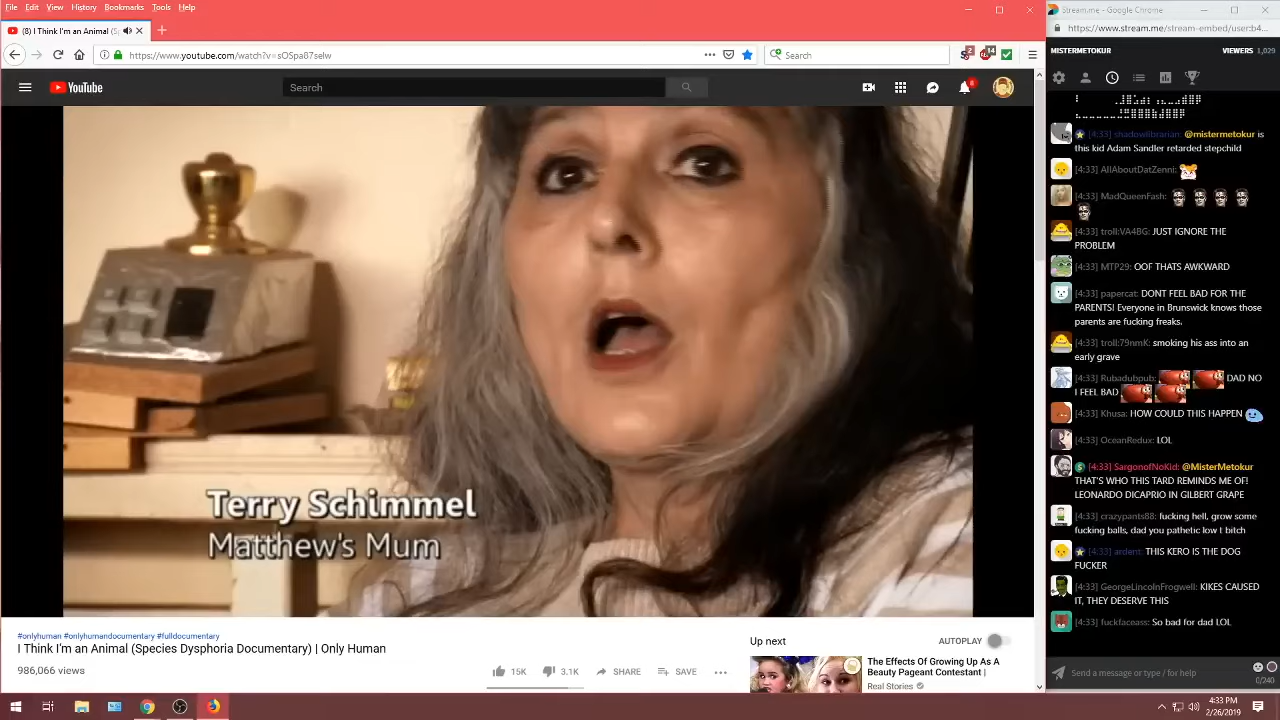 File Edit View History Bookmarks Tools Help
(8) I Think I'm an Animal (S
https://www.youtube.com/watch?v=sOSpa87selw
Search
2
14
YouTube
Search
8
Terry Schimmel
Matthew's Mum
#onlyhuman #onlyhumandocumentary #fulldocumentary
I Think I'm an Animal (Species Dysphoria Documentary) | Only Human
986,066 views
15K
3.1K
SHARE
SAVE
Up next
AUTOPLAY
The Effects Of Growing Up As A
Beauty Pageant Contestant |
Real Stories
Stream.me - Google Chrome
https://www.stream.me/stream-embed/user:b4...
MISTERMETOKUR
VIEWERS 1,029
[4:33] shadowlibrarian: @mistermetokur is
this kid Adam Sandler retarded stepchild
[4:33] AllAboutDatZenni:
[4:33] MadQueenFash:
[4:33] troll:VA4BG: JUST IGNORE THE
PROBLEM
[4:33] MTP29: OOF THATS AWKWARD
[4:33] papercat: DONT FEEL BAD FOR THE
PARENTS! Everyone in Brunswick knows those
parents are fucking freaks.
[4:33] troll:79nmK: smoking his ass into an
early grave
[4:33] Rubadubpub: DAD NO
I FEEL BAD
[4:33] Khusa: HOW COULD THIS HAPPEN
[4:33] OceanRedux: LOL
[4:33] SargonofNoKid: @MisterMetokur
THAT'S WHO THIS TARD REMINDS ME OF!
LEONARDO DICAPRIO IN GILBERT GRAPE
[4:33] crazypants88: fucking hell, grow some
fucking balls, dad you pathetic low t bitch
[4:33] ardent: THIS KERO IS THE DOG
FUCKER
[4:33] GeorgeLincolnFrogwell: KIKES CAUSED
IT, THEY DESERVE THIS
[4:33] fuckfaceass: So bad for dad LOL
Send a message or type / for help
0/240
4:33 PM
2/26/2019